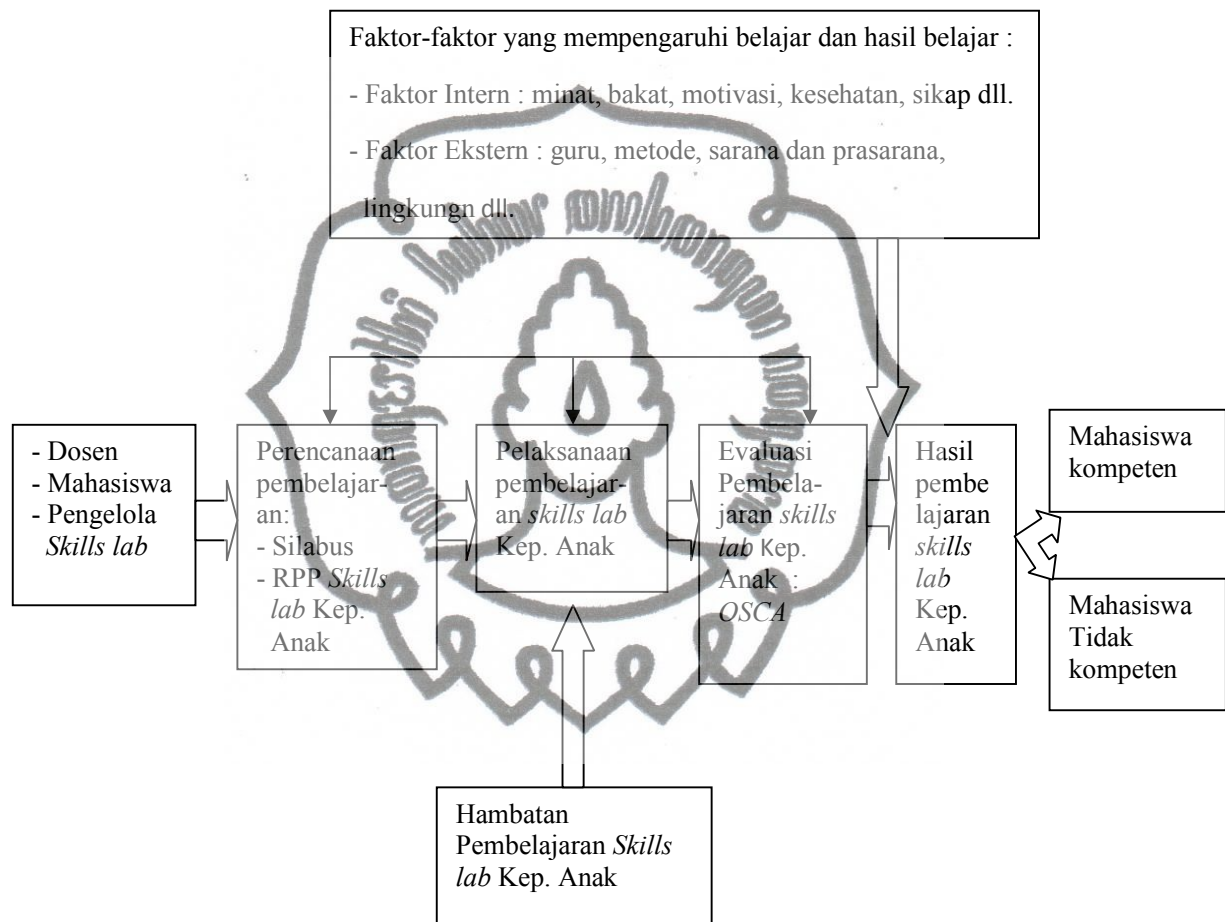 Faktor-faktor yang mempengaruhi belajar dan hasil belajar :
- Faktor Intern : minat, bakat, motivasi, kesehatan, sikap dll.
- Faktor Ekstern : guru, metode, sarana dan prasarana,
lingkungn dll.
- Dosen
- Mahasiswa
- Pengelola
Skills lab
Perencanaan
pembelajar-
an:
- Silabus
- RPP Skills
lab Kep.
Anak
Pelaksanaan
pembelajar-
an skills lab
Kep. Anak
Evaluasi
Pembela-
jaran skills
lab Kep.
Anak :
OSCA
Hasil
pembe
lajaran
skills
lab
Kep.
Anak
Mahasiswa
kompeten
Mahasiswa
Tidak
kompeten
Hambatan
Pembelajaran Skills
lab Kep. Anak